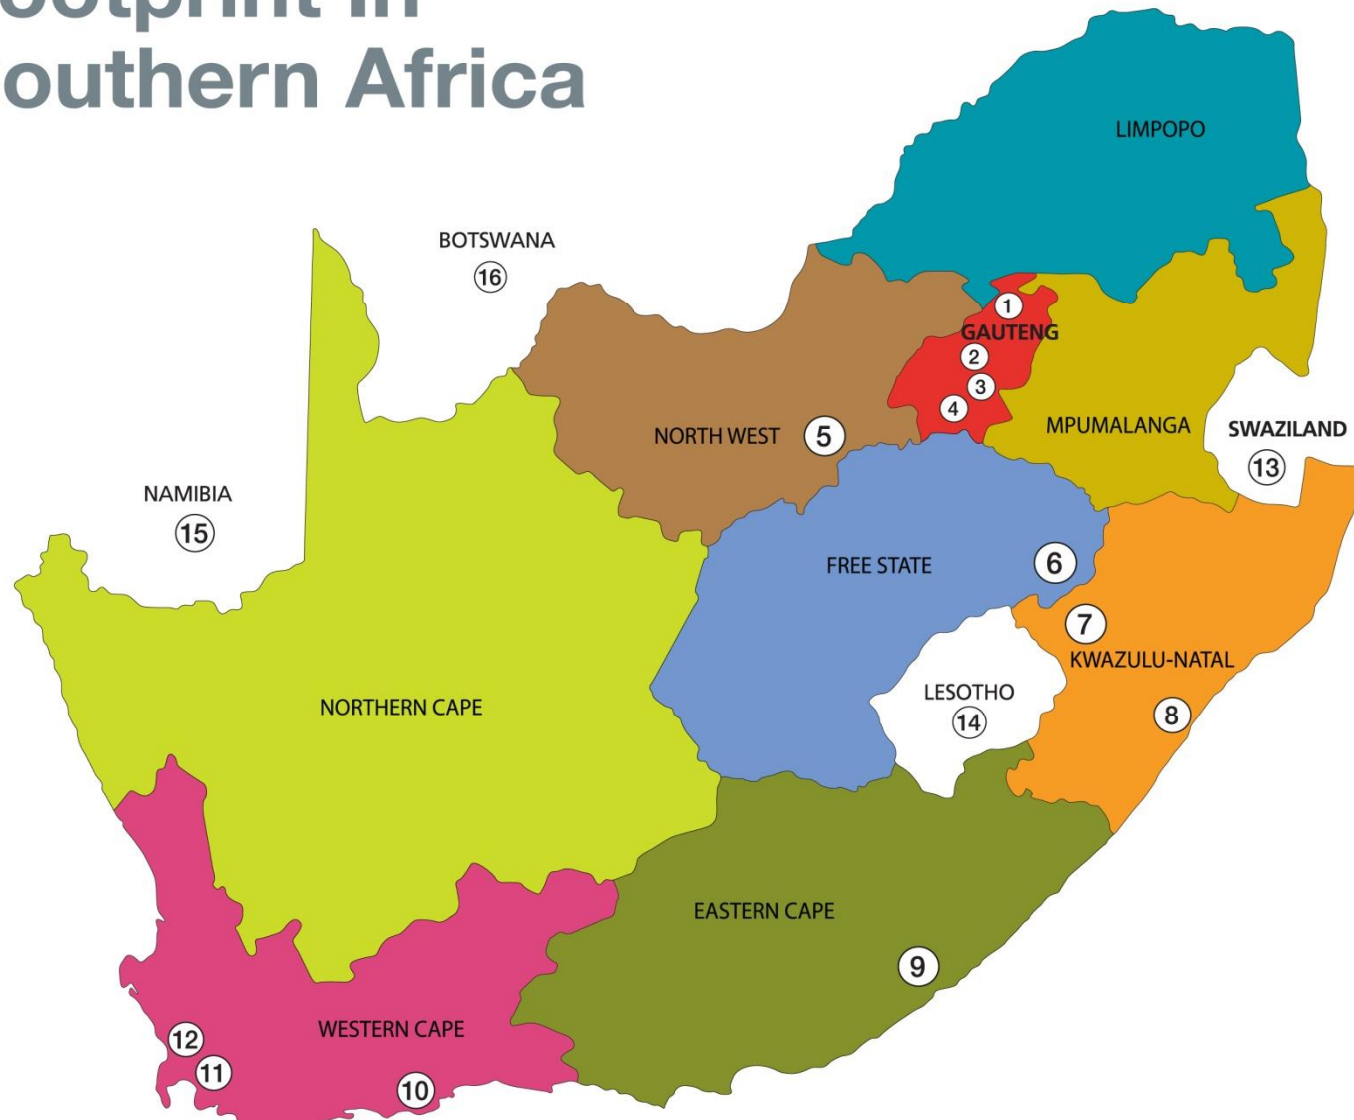 outhern Africa
LIMPOPO
BOTSWANA
16
1
GAUTENG
2
3
4
NORTH WEST
5
MPUMALANGA
SWAZILAND
13
NAMIBIA
15
FREE STATE
6
7
KWAZULU-NATAL
LESOTHO
14
8
NORTHERN CAPE
EASTERN CAPE
9
WESTERN CAPE
12
11
10